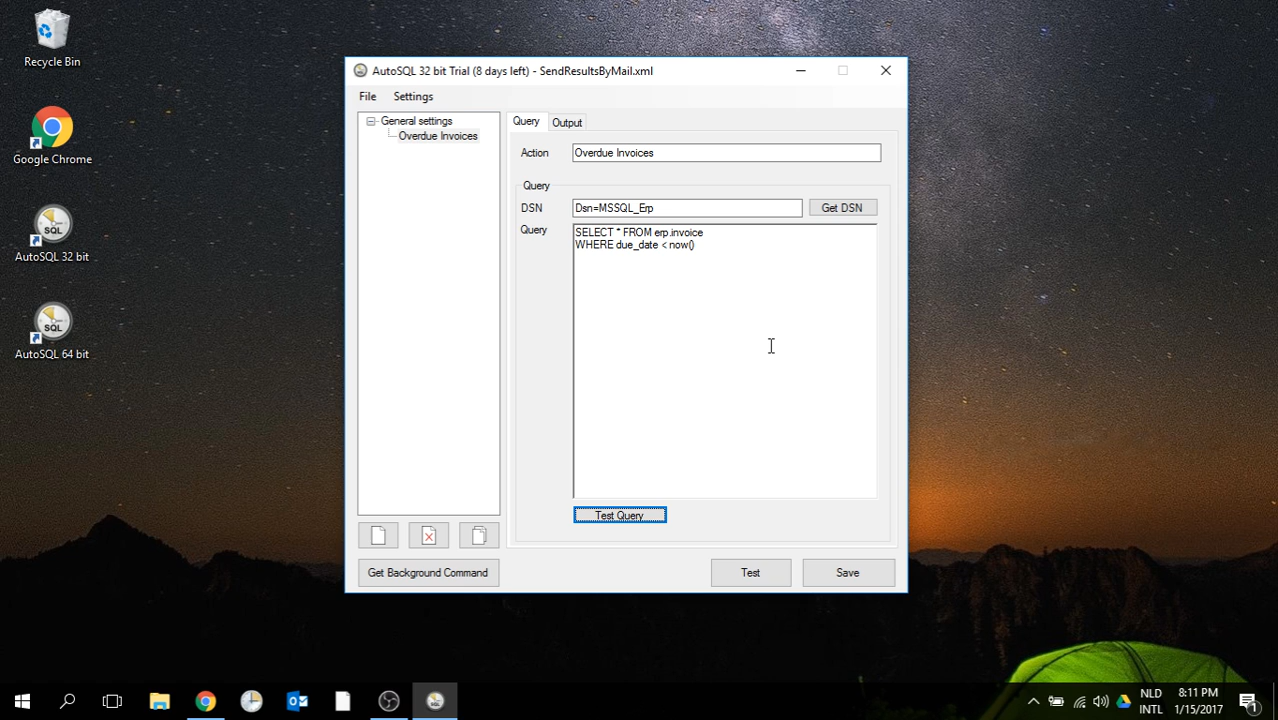 Recycle Bin
Google Chrome
SQL
AutoSQL 32 bit
SQL
AutoSQL 64 bit
AutoSQL 32 bit Trial (8 days left) - SendResultsByMail.xml
File Settings
General settings
Overdue Invoices
Query Output
Action Overdue Invoices
Query
DSN Dsn=MSSQL_Erp Get DSN
Query SELECT * FROM erp.invoice
WHERE due_date < now()
Test Query
Get Background Command Test Save
NLD 8:11 PM
INTL 1/15/2017
1